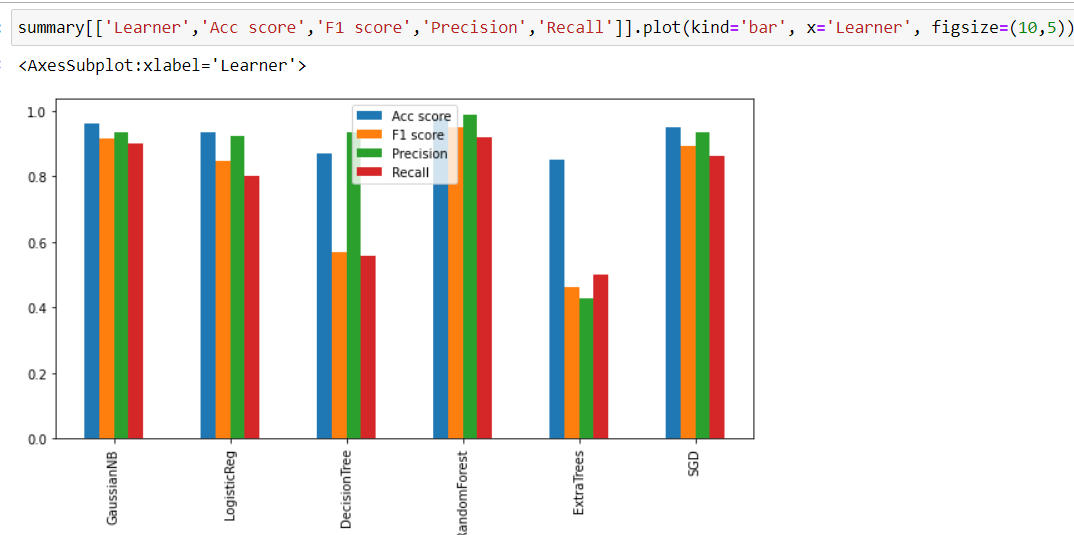 summary[['Learner','Acc score','F1 score','Precision','Recall']].plot(kind='bar', x='Learner', figsize=(10,5))
<AxesSubplot:xlabel='Learner'>
1.0
0.8
0.6
0.4
0.2
0.0
Acc score
F1 score
Precision
Recall
GaussianNB
LogisticReg
DecisionTree
RandomForest
ExtraTrees
SGD